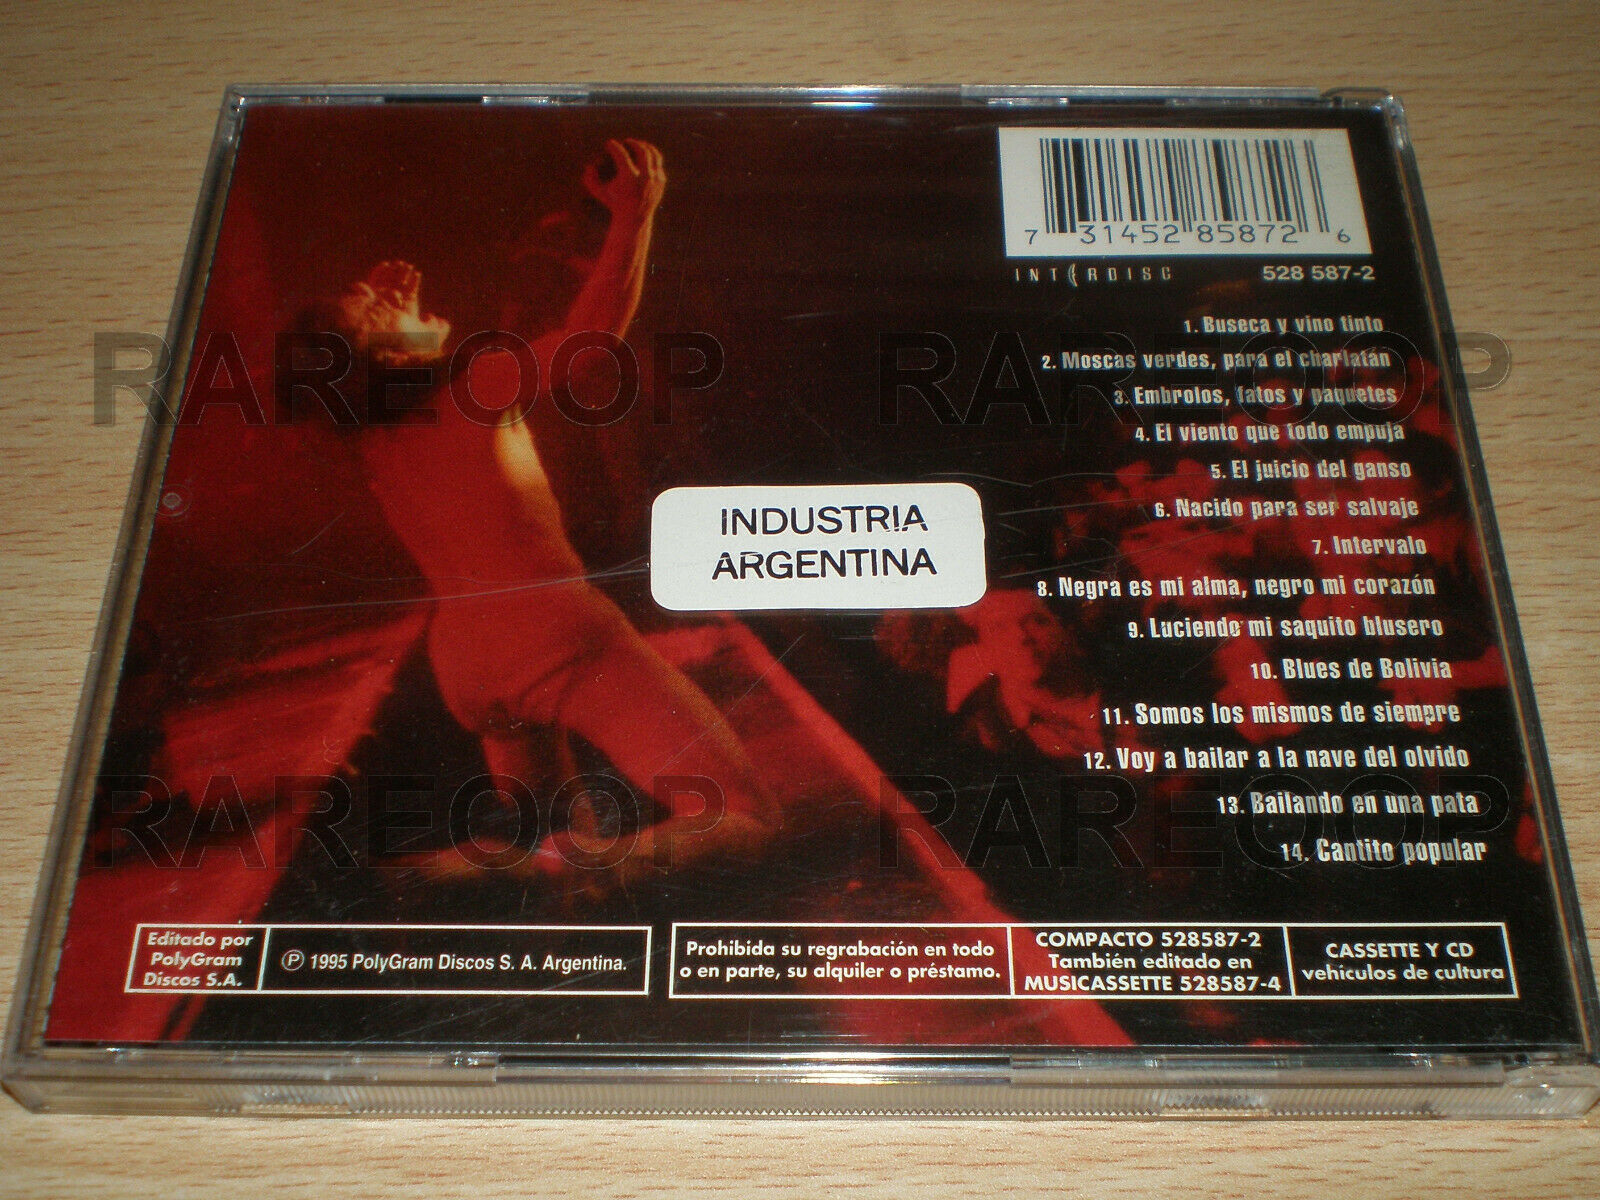 7 31452 85872 6
INTERDISC 528 587-2
1. Buseca y vino tinto
2. Moscas verdes, para el charlatán
3. Embrolos, fatos y paquetes
4. El viento que todo empuja
5. El juicio del ganso
6. Nacido para ser salvaje
7. Intervalo
8. Negra es mi alma, negro mi corazón
9. Luciendo mi saquito blusero
10. Blues de Bolivia
11. Somos los mismos de siempre
12. Voy a bailar a la nave del olvido
13. Bailando en una pata
14. Cantito popular
INDUSTRIA
ARGENTINA
Editado por
PolyGram
Discos S.A.
Ⓟ 1995 PolyGram Discos S. A. Argentina.
Prohibida su regrabación en todo
o en parte, su alquiler o préstamo.
COMPACTO 528587-2
También editado en
MUSICASSETTE 528587-4
CASSETTE Y CD
vehículos de cultura
RAREOOP
RAREOOP
RAREOOP
RAREOOP